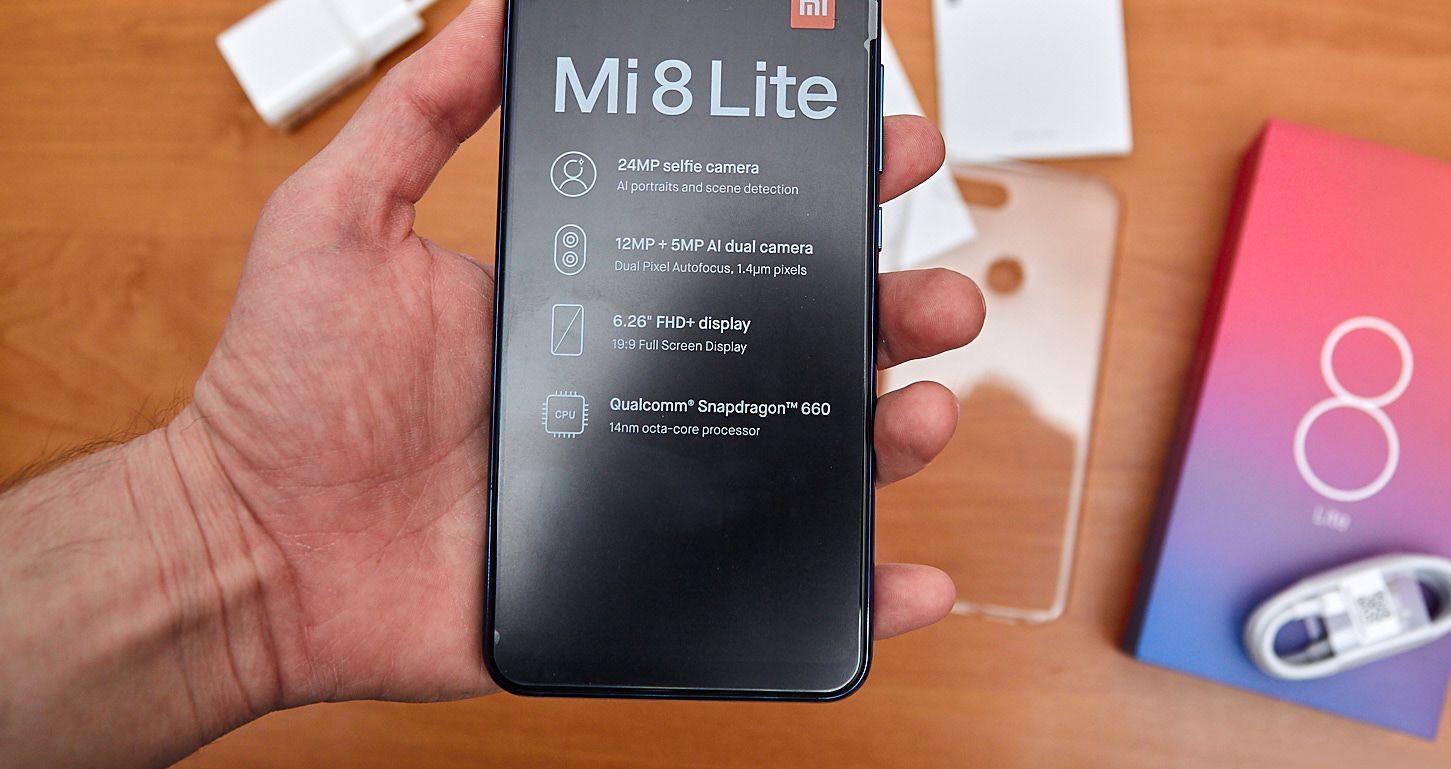 mi
Mi 8 Lite
24MP selfie camera
AI portraits and scene detection
12MP + 5MP AI dual camera
Dual Pixel Autofocus, 1.4μm pixels
6.26" FHD+ display
19:9 Full Screen Display
CPU
Qualcomm® Snapdragon™ 660
14nm octa-core processor
8
Lite